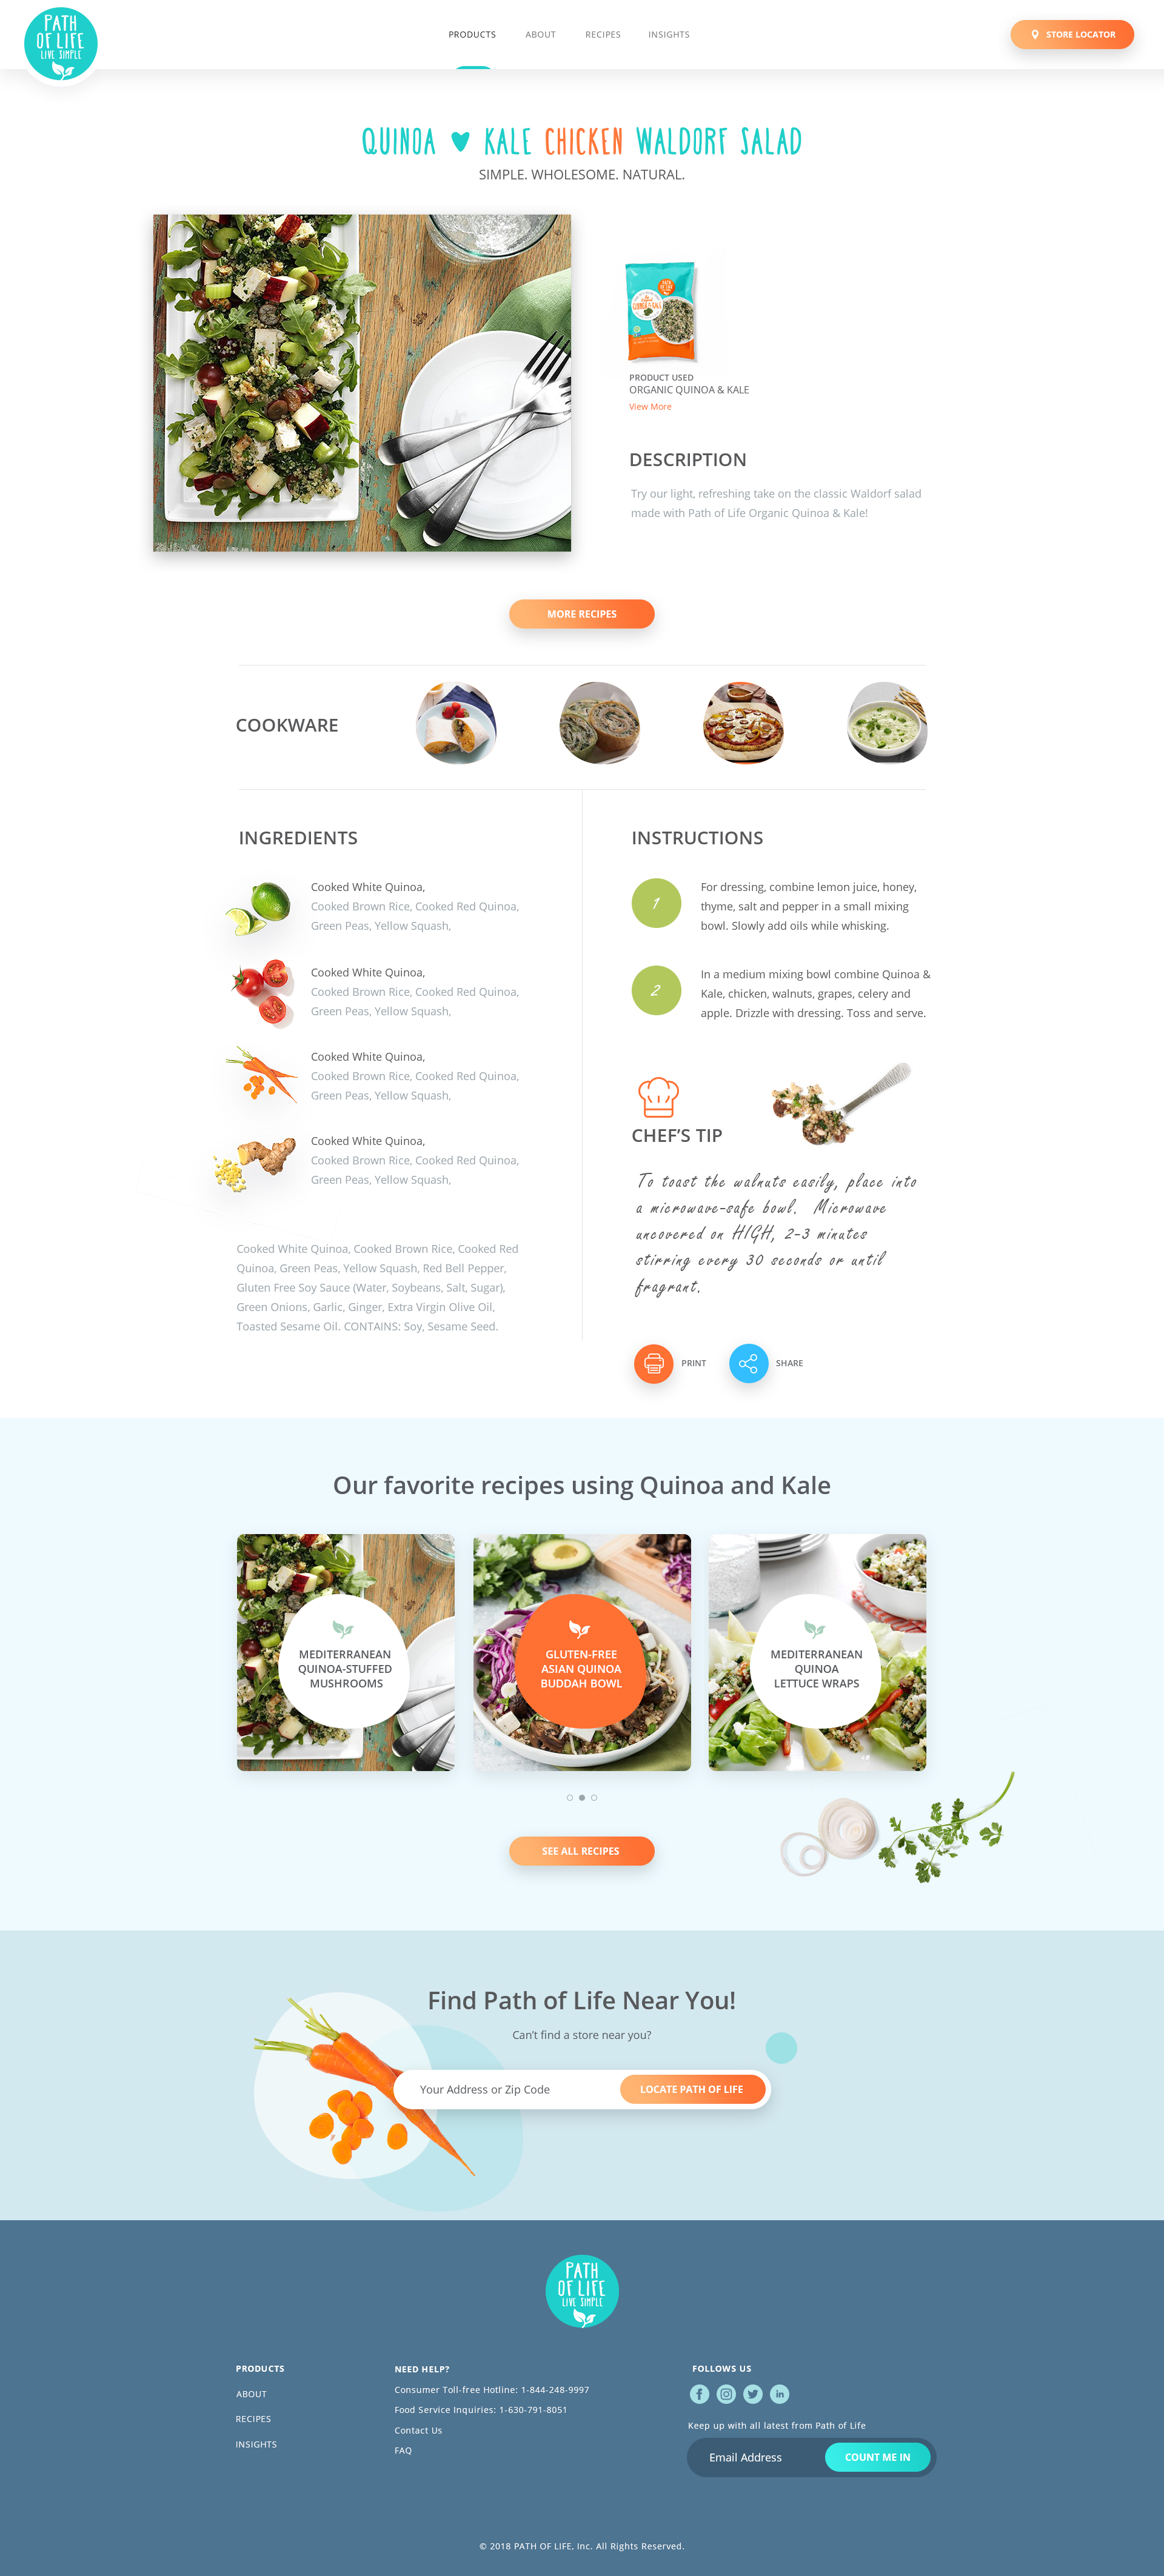 PATH
OF LIFE
LIVE SIMPLE
PRODUCTS
ABOUT
RECIPES
INSIGHTS
STORE LOCATOR
QUINOA KALE CHICKEN WALDORF SALAD
SIMPLE. WHOLESOME. NATURAL.
PATH
OF LIFE
QUINOA & KALE
PRODUCT USED
ORGANIC QUINOA & KALE
View More
DESCRIPTION
Try our light, refreshing take on the classic Waldorf salad
made with Path of Life Organic Quinoa & Kale!
MORE RECIPES
COOKWARE
INGREDIENTS
Cooked White Quinoa,
Cooked Brown Rice, Cooked Red Quinoa,
Green Peas, Yellow Squash,
Cooked White Quinoa,
Cooked Brown Rice, Cooked Red Quinoa,
Green Peas, Yellow Squash,
Cooked White Quinoa,
Cooked Brown Rice, Cooked Red Quinoa,
Green Peas, Yellow Squash,
Cooked White Quinoa,
Cooked Brown Rice, Cooked Red Quinoa,
Green Peas, Yellow Squash,
Cooked White Quinoa, Cooked Brown Rice, Cooked Red
Quinoa, Green Peas, Yellow Squash, Red Bell Pepper,
Gluten Free Soy Sauce (Water, Soybeans, Salt, Sugar),
Green Onions, Garlic, Ginger, Extra Virgin Olive Oil,
Toasted Sesame Oil. CONTAINS: Soy, Sesame Seed.
INSTRUCTIONS
1
For dressing, combine lemon juice, honey,
thyme, salt and pepper in a small mixing
bowl. Slowly add oils while whisking.
2
In a medium mixing bowl combine Quinoa &
Kale, chicken, walnuts, grapes, celery and
apple. Drizzle with dressing. Toss and serve.
CHEF'S TIP
To toast the walnuts easily, place into
a microwave-safe bowl. Microwave
uncovered on HIGH, 2-3 minutes
stirring every 30 seconds or until
fragrant.
PRINT
SHARE
Our favorite recipes using Quinoa and Kale
MEDITERRANEAN
QUINOA-STUFFED
MUSHROOMS
GLUTEN-FREE
ASIAN QUINOA
BUDDAH BOWL
MEDITERRANEAN
QUINOA
LETTUCE WRAPS
SEE ALL RECIPES
Find Path of Life Near You!
Can't find a store near you?
Your Address or Zip Code
LOCATE PATH OF LIFE
PATH
OF LIFE
LIVE SIMPLE
PRODUCTS
ABOUT
RECIPES
INSIGHTS
NEED HELP?
Consumer Toll-free Hotline: 1-844-248-9997
Food Service Inquiries: 1-630-791-8051
Contact Us
FAQ
FOLLOWS US
Keep up with all latest from Path of Life
Email Address
COUNT ME IN
© 2018 PATH OF LIFE, Inc. All Rights Reserved.